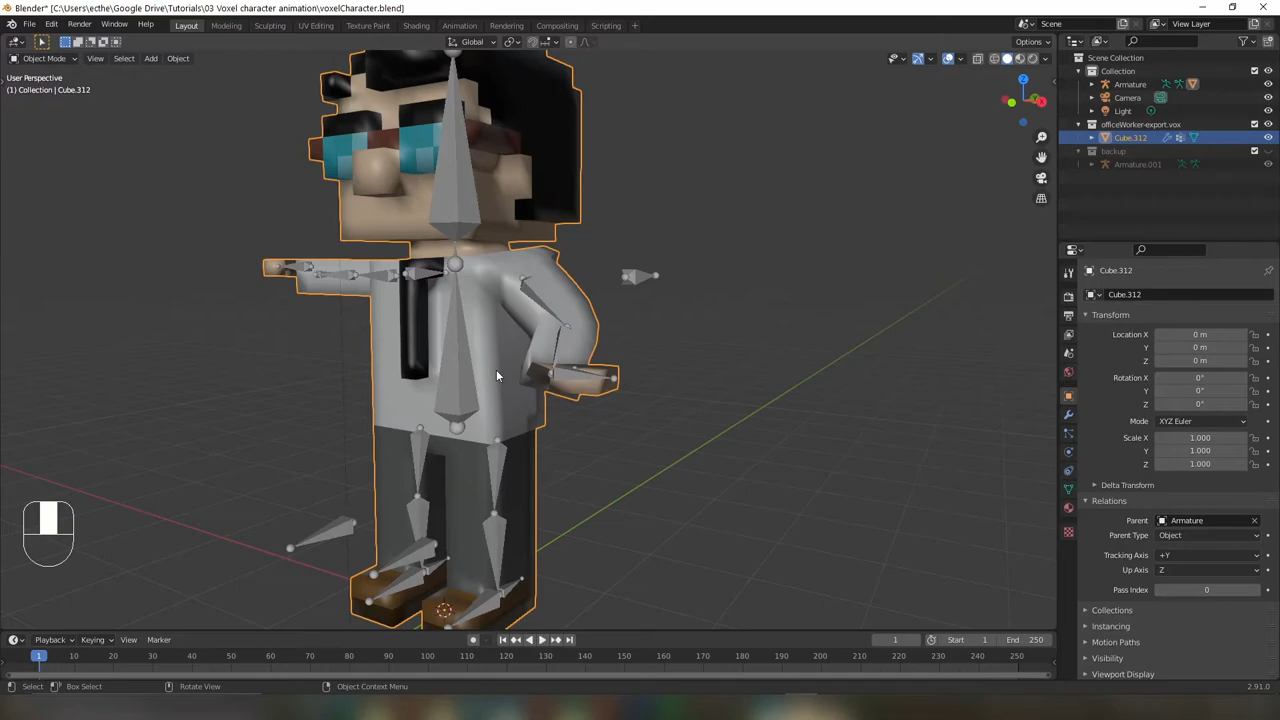 Blender* [C:\Users\ecthe\Google Drive\Tutorials\03 Voxel character animation\voxelCharacter.blend]
File Edit Render Window Help Layout Modeling Sculpting UV Editing Texture Paint Shading Animation Rendering Compositing Scripting + Scene View Layer
Global Options
Object Mode View Select Add Object
User Perspective
(1) Collection | Cube.312
Z
X
Scene Collection
Collection
Armature
Camera
Light
officeWorker-export.vox
Cube.312
backup
Armature.001
Cube.312
Cube.312
Transform
Location X 0 m
Y 0 m
Z 0 m
Rotation X 0°
Y 0°
Z 0°
Mode XYZ Euler
Scale X 1.000
Y 1.000
Z 1.000
Delta Transform
Relations
Parent Armature
Parent Type Object
Tracking Axis +Y
Up Axis Z
Pass Index 0
Collections
Instancing
Motion Paths
Visibility
Viewport Display
Playback Keying View Marker 1 Start 1 End 250
1 10 20 30 40 50 60 70 80 90 100 110 120 130 140 150 160 170 180 190 200 210 220 230 240 250
Select Box Select Rotate View Object Context Menu 2.91.0